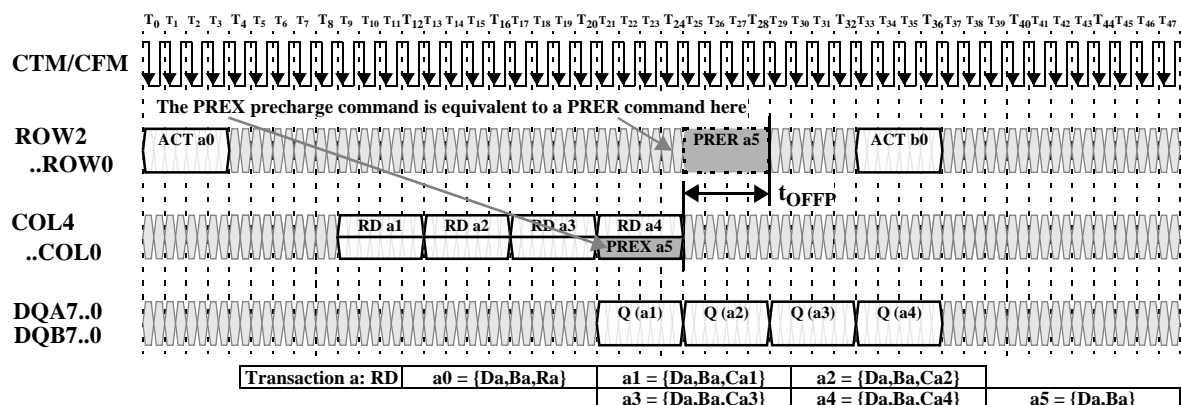 T0 T1 T2 T3 T4 T5 T6 T7 T8 T9 T10 T11 T12 T13 T14 T15 T16 T17 T18 T19 T20 T21 T22 T23 T24 T25 T26 T27 T28 T29 T30 T31 T32 T33 T34 T35 T36 T37 T38 T39 T40 T41 T42 T43 T44 T45 T46 T47
CTM/CFM
The PREX precharge command is equivalent to a PRER command here
ROW2
..ROW0
ACT a0
PRER a5
ACT b0
tOFFP
COL4
..COL0
RD a1
RD a2
RD a3
RD a4
PREX a5
DQA7..0
DQB7..0
Q (a1)
Q (a2)
Q (a3)
Q (a4)
Transaction a: RD
a0 = {Da,Ba,Ra}
a1 = {Da,Ba,Ca1}
a2 = {Da,Ba,Ca2}
a3 = {Da,Ba,Ca3}
a4 = {Da,Ba,Ca4}
a5 = {Da,Ba}